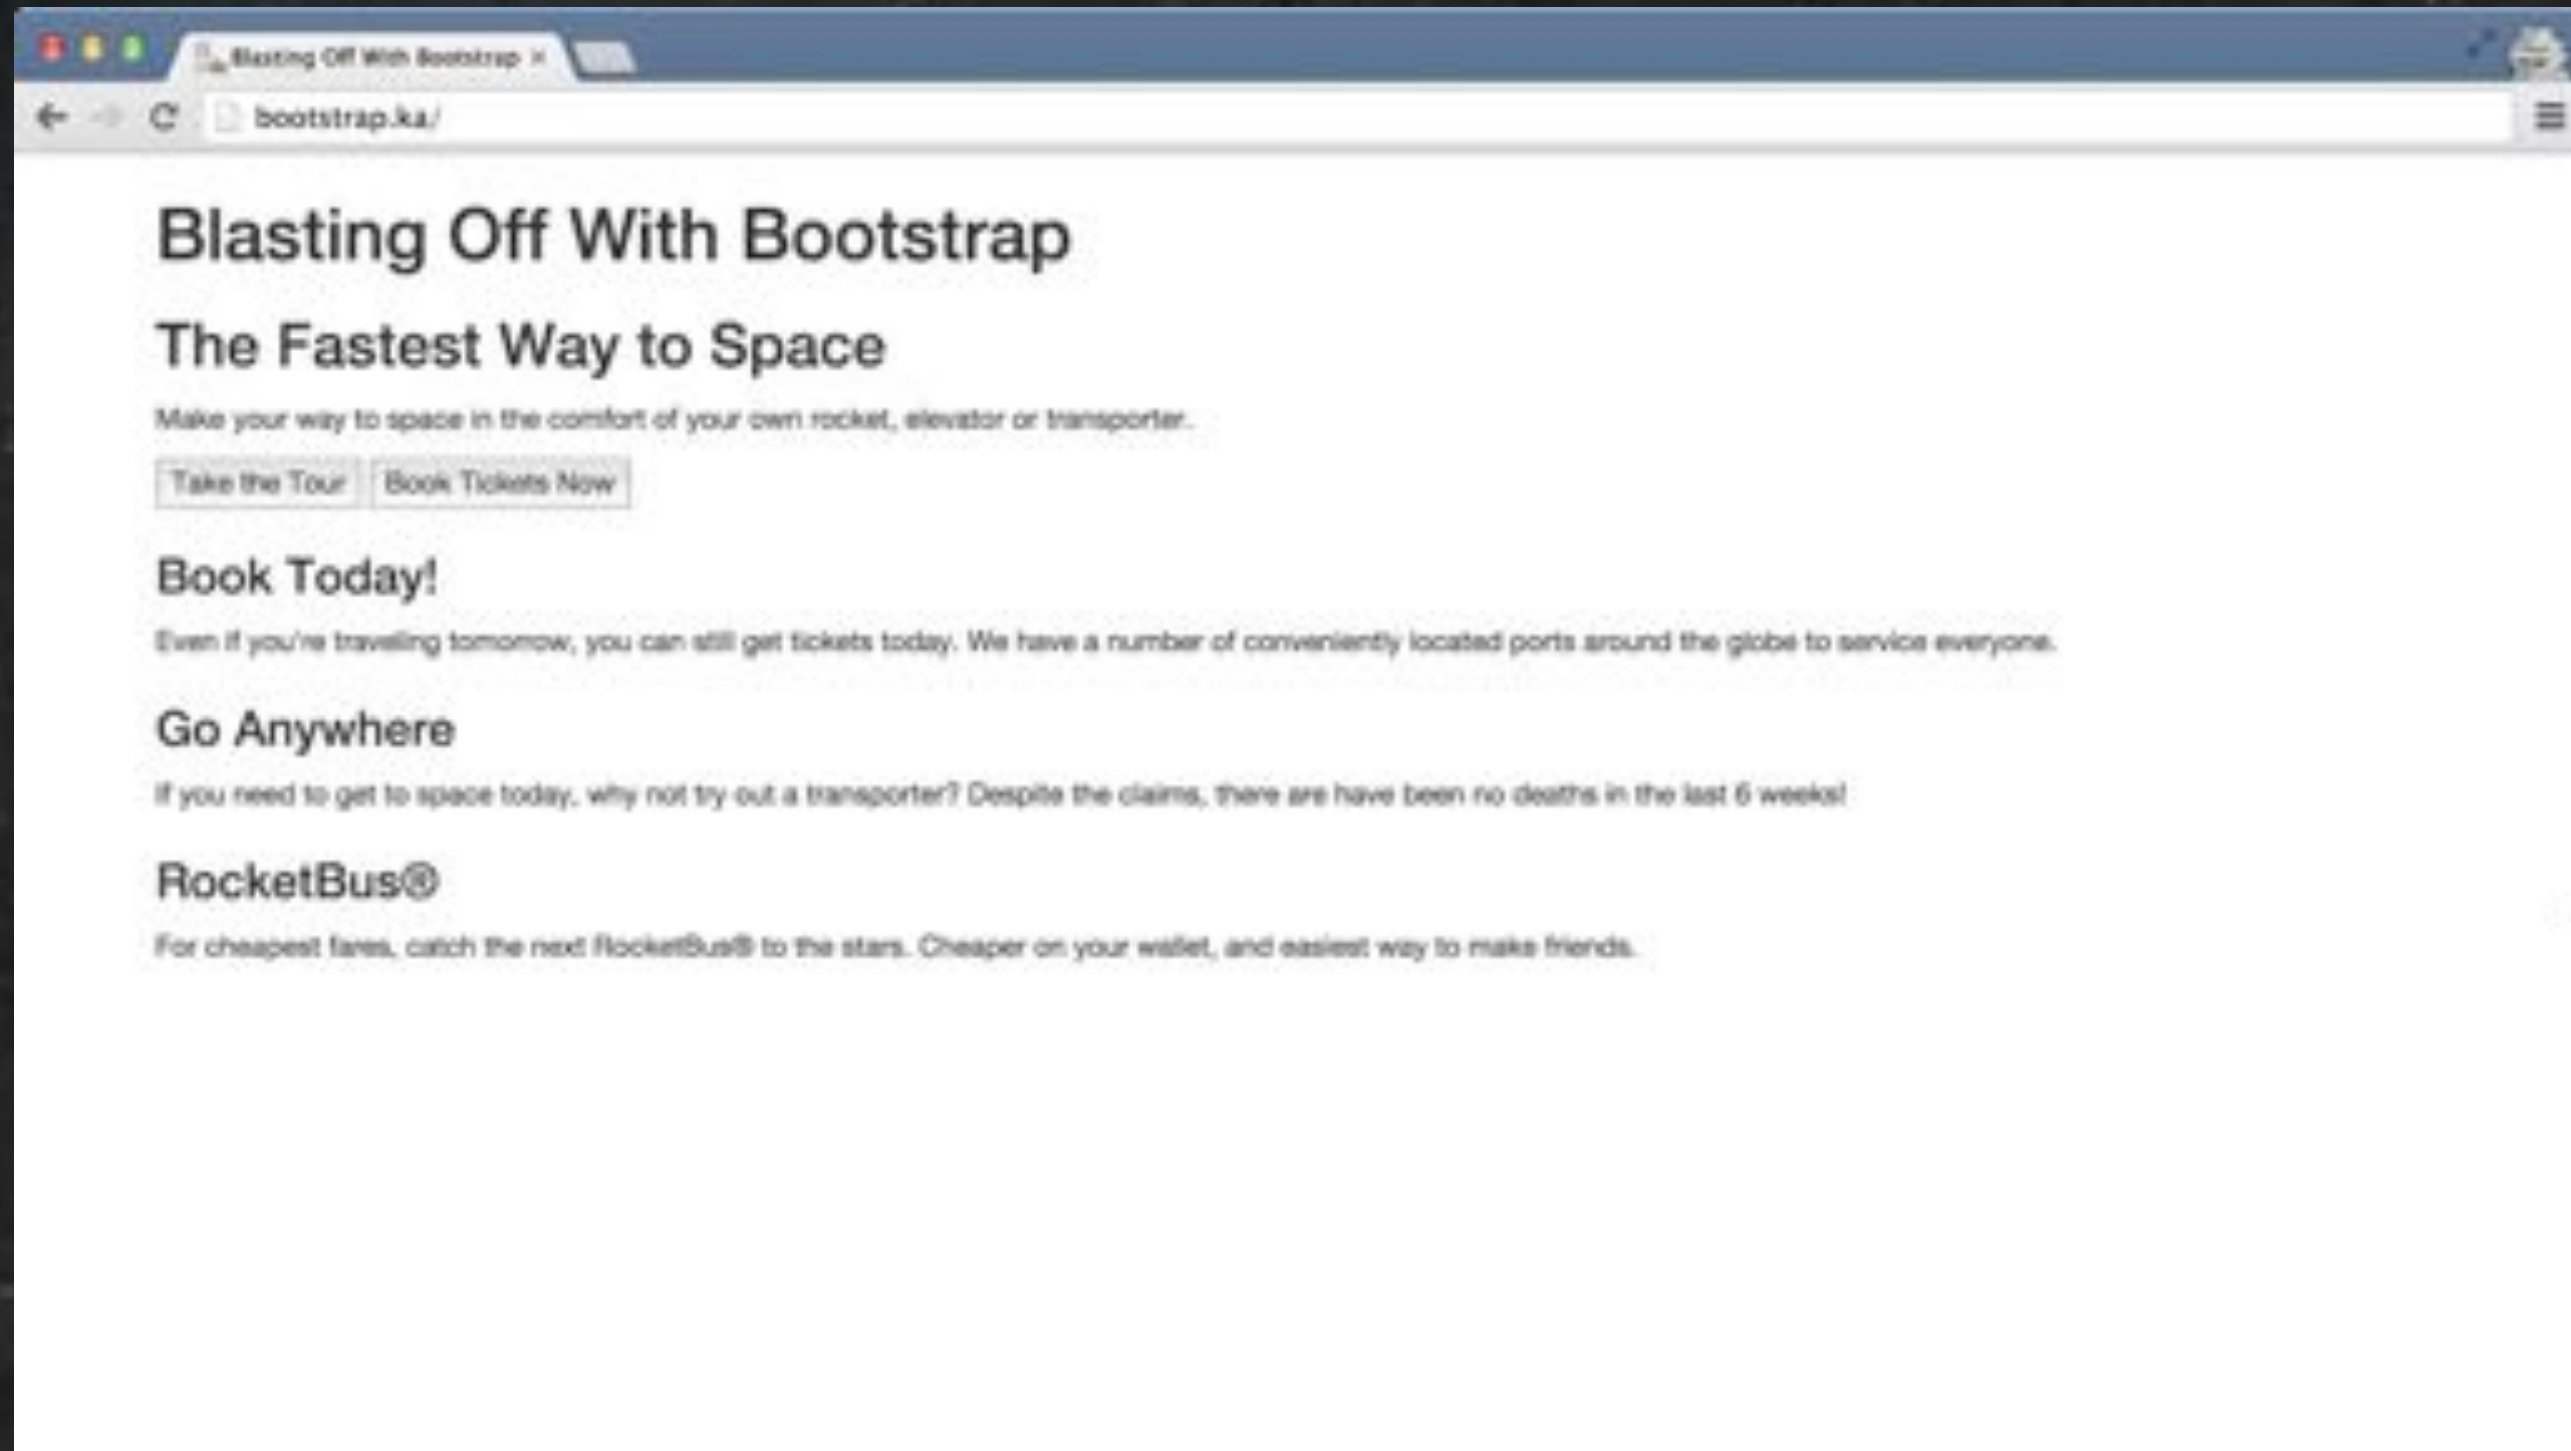 Blasting Off With Bootstrap
bootstrap.ka/
Blasting Off With Bootstrap
The Fastest Way to Space
Make your way to space in the comfort of your own rocket, elevator or transporter.
Take the Tour Book Tickets Now
Book Today!
Even if you're traveling tomorrow, you can still get tickets today. We have a number of conveniently located ports around the globe to service everyone.
Go Anywhere
If you need to get to space today, why not try out a transporter? Despite the claims, there are have been no deaths in the last 6 weeks!
RocketBus®
For cheapest fares, catch the next RocketBus® to the stars. Cheaper on your wallet, and easiest way to make friends.